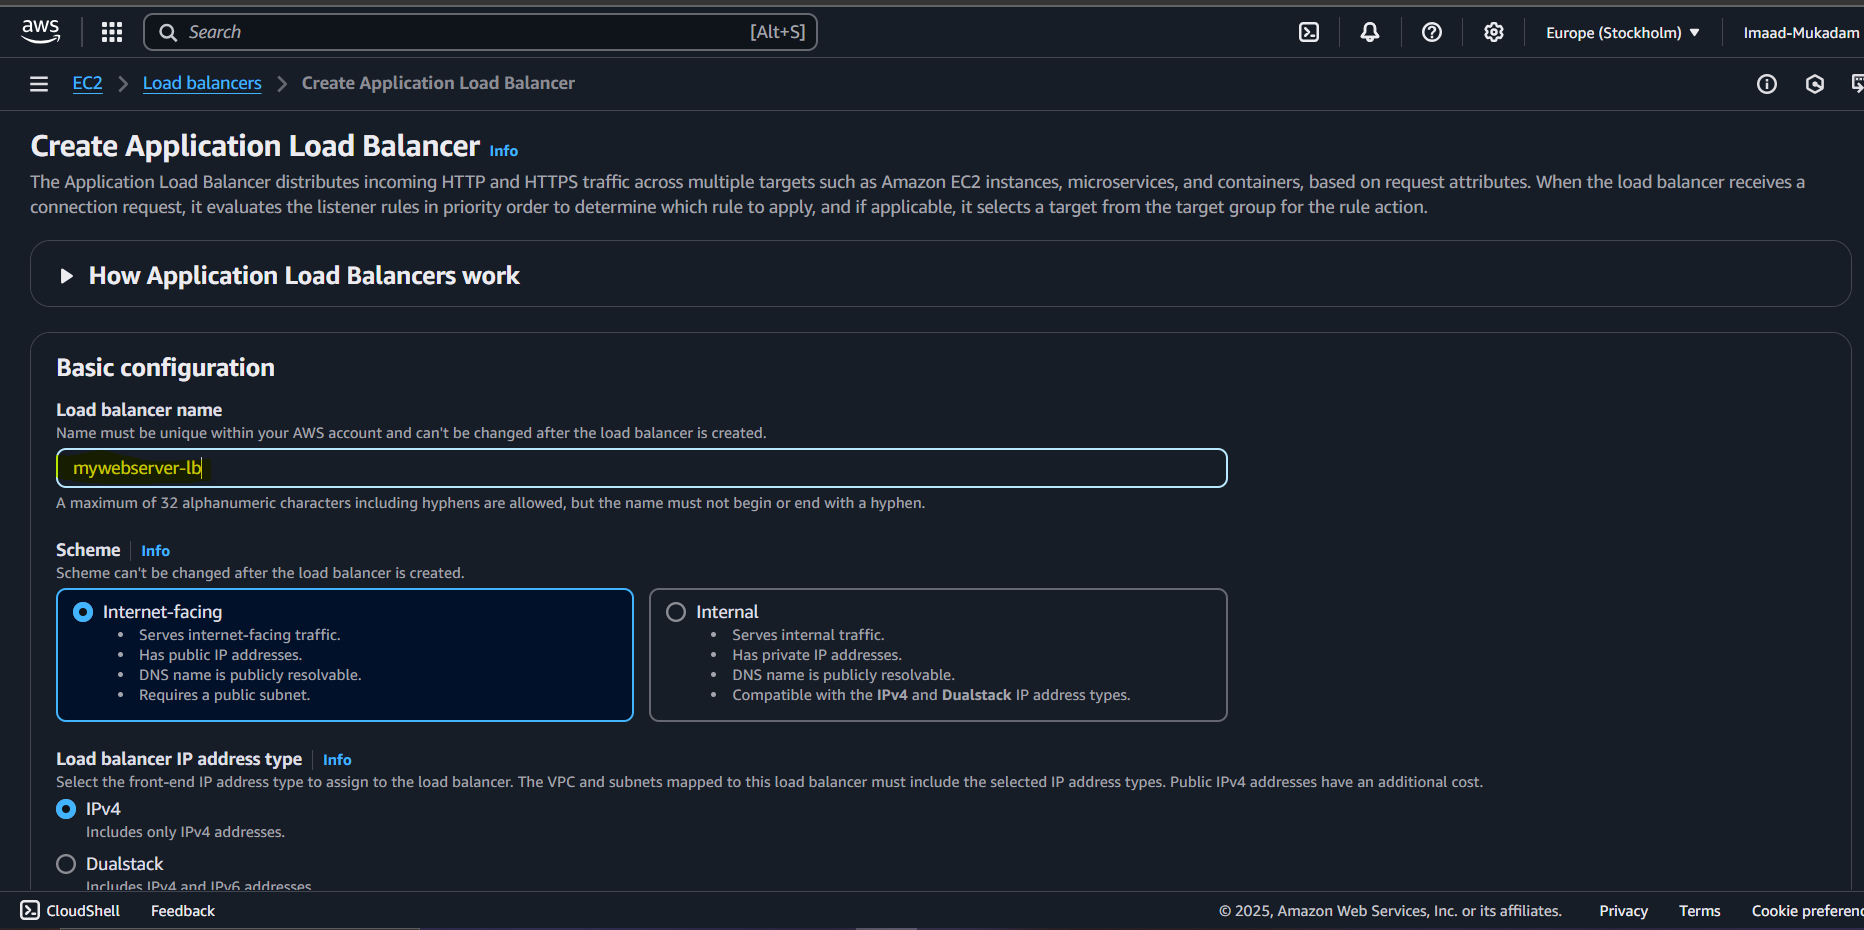 aws
Search [Alt+S]
Europe (Stockholm) Imaad-Mukadam
EC2 Load balancers Create Application Load Balancer
Create Application Load Balancer Info
The Application Load Balancer distributes incoming HTTP and HTTPS traffic across multiple targets such as Amazon EC2 instances, microservices, and containers, based on request attributes. When the load balancer receives a
connection request, it evaluates the listener rules in priority order to determine which rule to apply, and if applicable, it selects a target from the target group for the rule action.
How Application Load Balancers work
Basic configuration
Load balancer name
Name must be unique within your AWS account and can't be changed after the load balancer is created.
mywebserver-lb
A maximum of 32 alphanumeric characters including hyphens are allowed, but the name must not begin or end with a hyphen.
Scheme Info
Scheme can't be changed after the load balancer is created.
Internet-facing
• Serves internet-facing traffic.
• Has public IP addresses.
• DNS name is publicly resolvable.
• Requires a public subnet.
Internal
• Serves internal traffic.
• Has private IP addresses.
• DNS name is publicly resolvable.
• Compatible with the IPv4 and Dualstack IP address types.
Load balancer IP address type Info
Select the front-end IP address type to assign to the load balancer. The VPC and subnets mapped to this load balancer must include the selected IP address types. Public IPv4 addresses have an additional cost.
IPv4
Includes only IPv4 addresses.
Dualstack
Includes IPv4 and IPv6 addresses
CloudShell Feedback © 2025, Amazon Web Services, Inc. or its affiliates. Privacy Terms Cookie preferenc